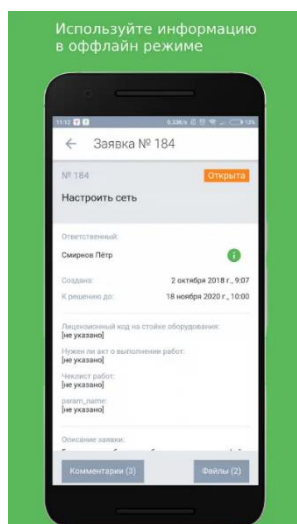 Используйте информацию
в оффлайн режиме
11:12
Заявка № 184
№ 184
Открыта
Настроить сеть
Ответственный:
Смирнов Пётр
Создана:
2 октября 2018 г., 9:07
К решению до:
18 ноября 2020 г., 10:00
Лицензионный код на стойке оборудования:
[не указано]
Нужен ли акт о выполнении работ:
[не указано]
Чеклист работ:
[не указано]
param_name:
[не указано]
Описание заявки:
Комментарии (3)
Файлы (2)